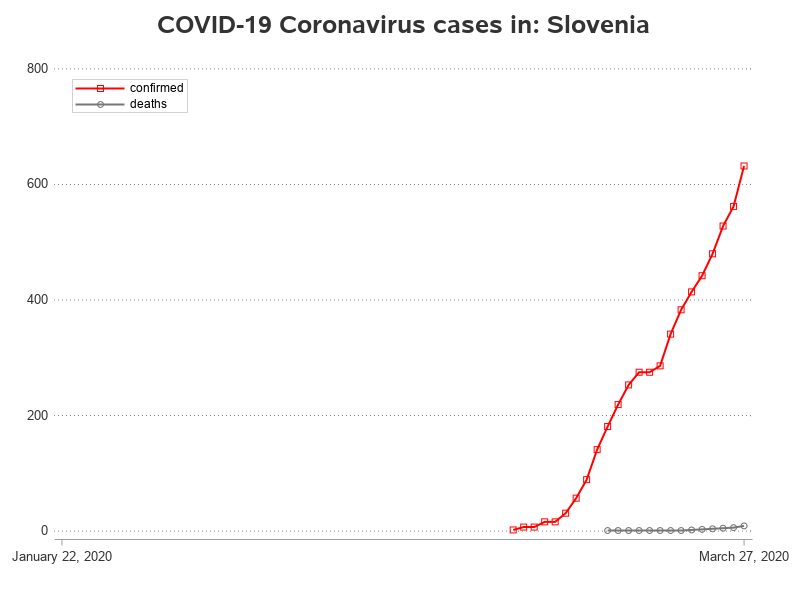 COVID-19 Coronavirus cases in: Slovenia
800
confirmed
deaths
600
400
200
0
January 22, 2020
March 27, 2020